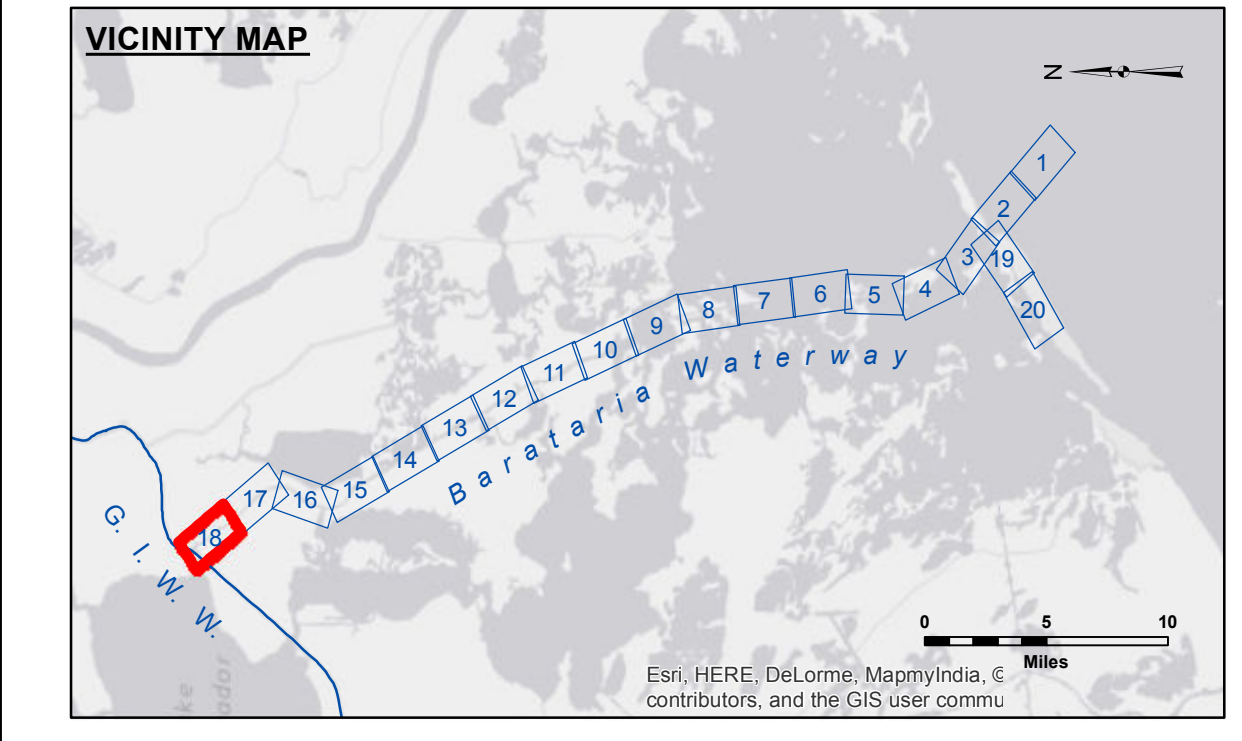 VICINITY MAP
N
1
2
3
19
4
20
5
6
7
8
9
10
11
12
13
14
15
16
17
18
Barataria Waterway
G. I. W. W.
ke
ador
0 5 10
Miles
Esri, HERE, DeLorme, MapmyIndia, ©
contributors, and the GIS user commu